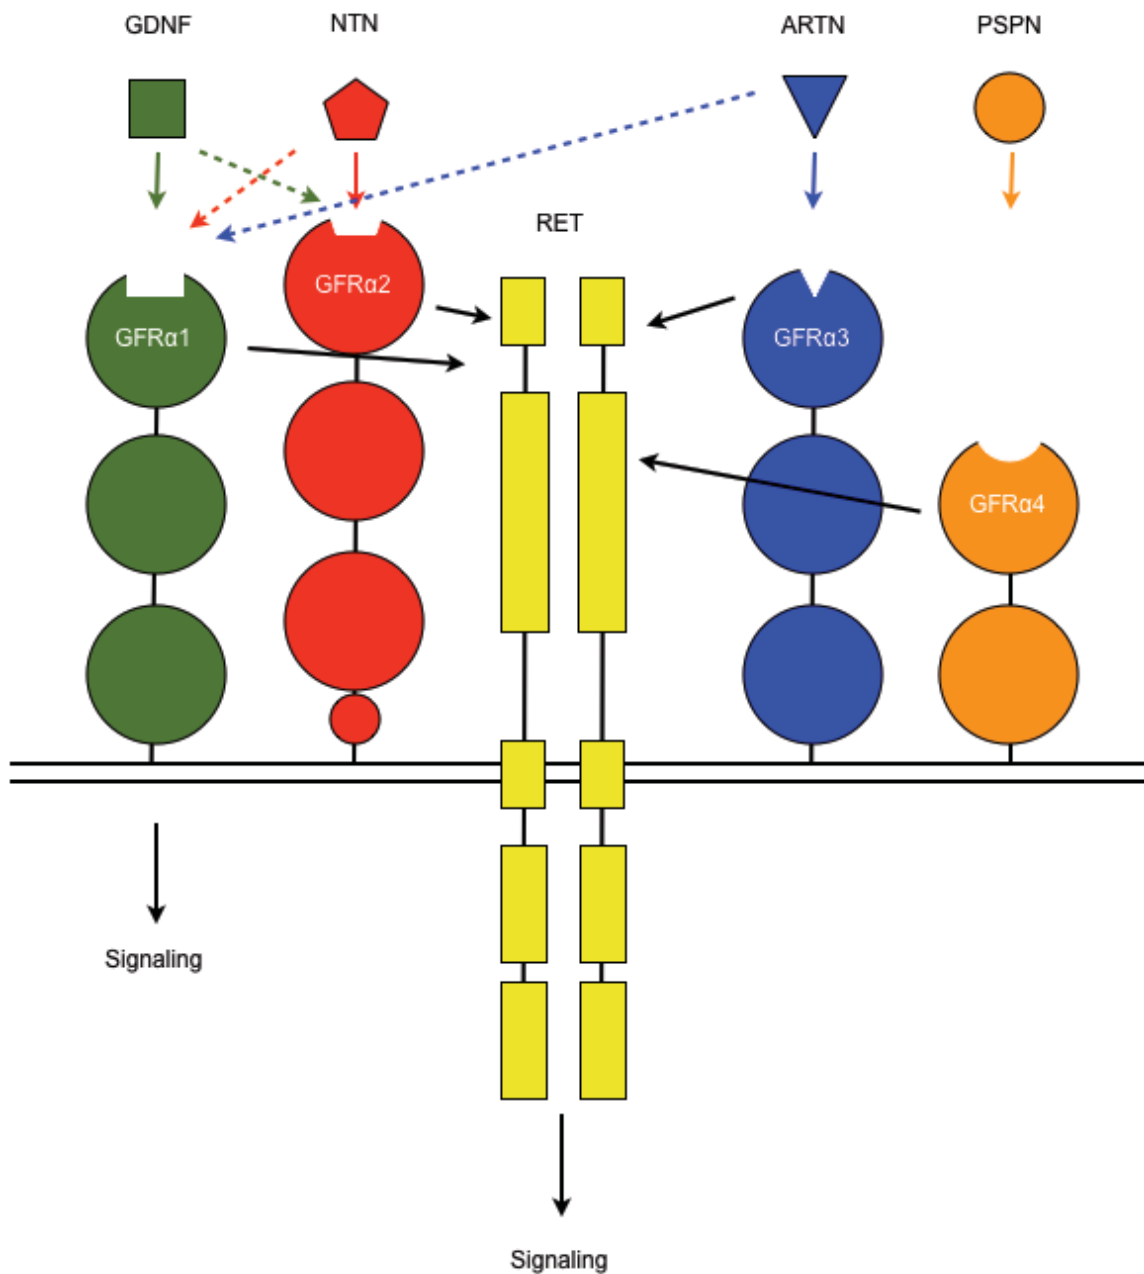 GDNF
NTN
ARTN
PSPN
RET
GFRα2
GFRα1
GFRα3
GFRα4
Signaling
Signaling